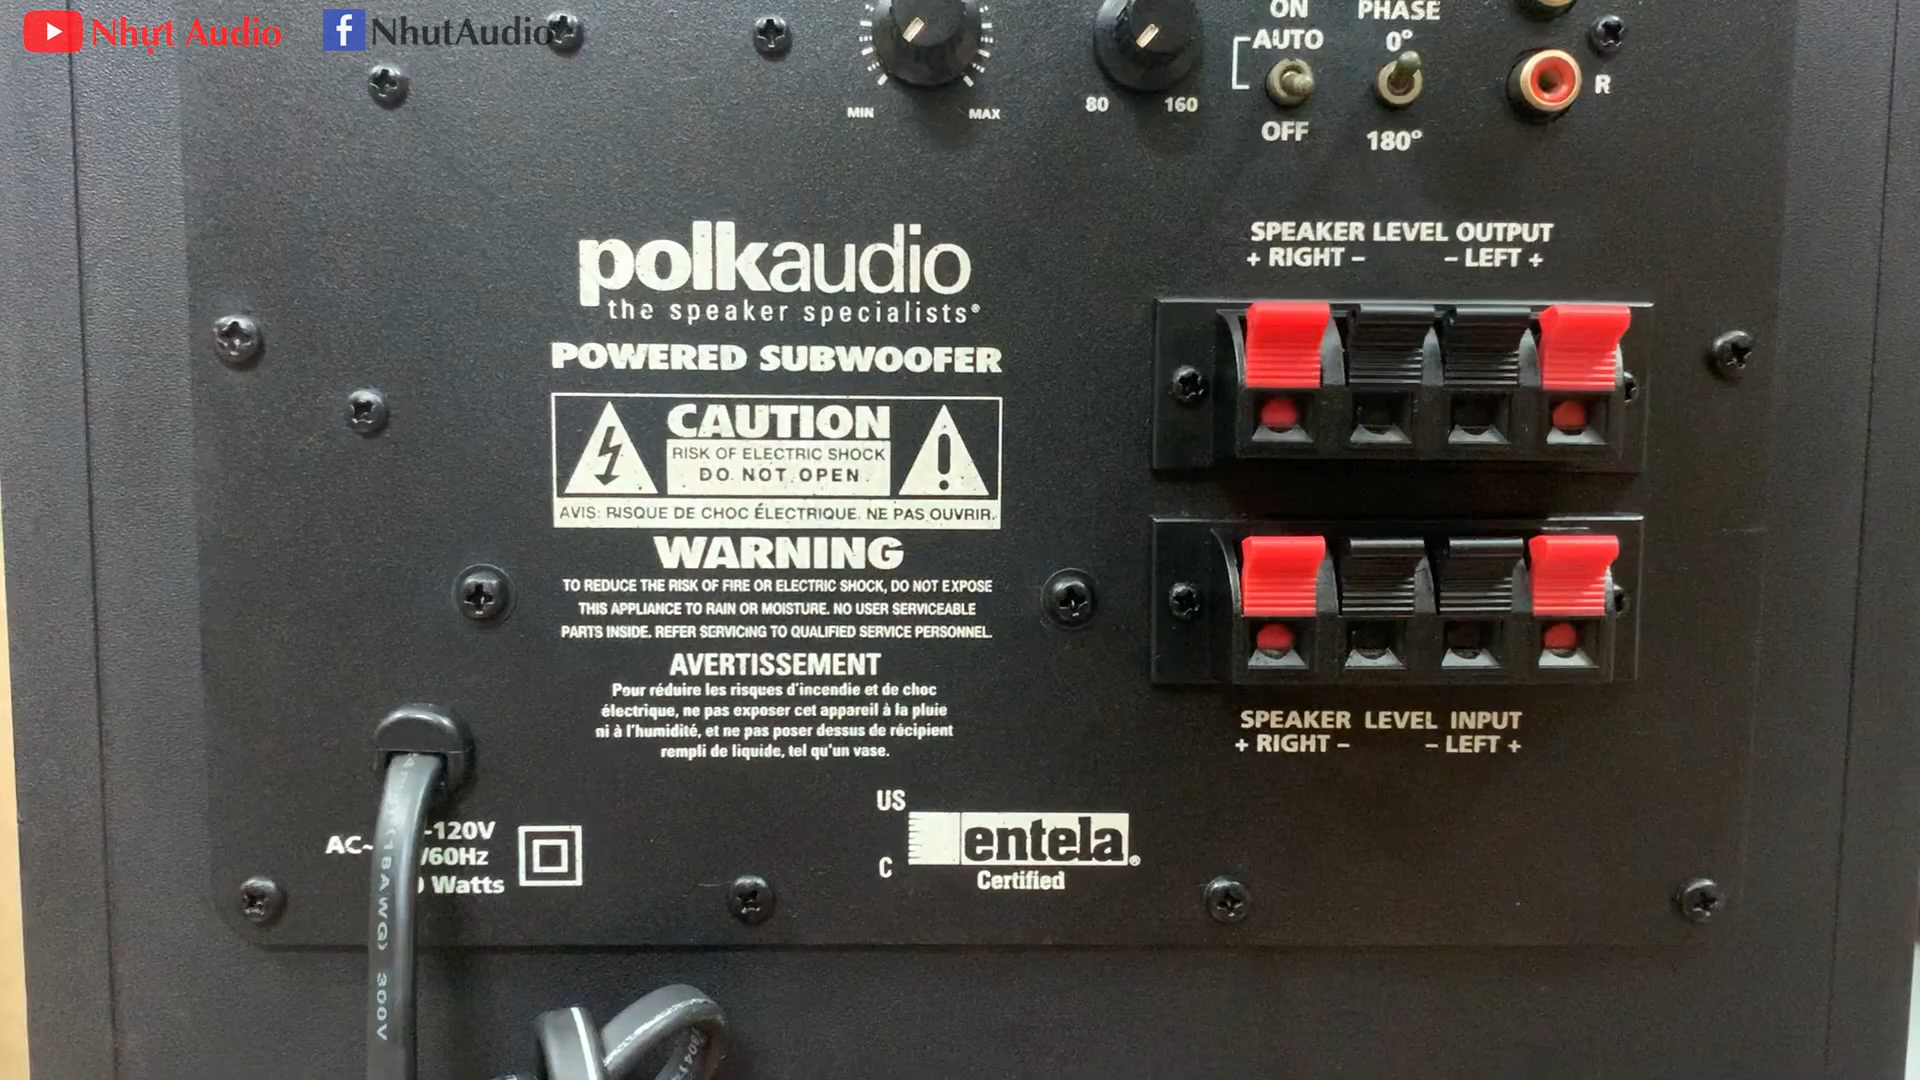 Nhựt Audio
NhutAudio
ON
AUTO
OFF
PHASE
0°
180°
MIN
MAX
80
160
R
polkaudio
the speaker specialists®
POWERED SUBWOOFER
CAUTION
RISK OF ELECTRIC SHOCK
DO NOT OPEN
AVIS: RISQUE DE CHOC ÉLECTRIQUE. NE PAS OUVRIR.
WARNING
TO REDUCE THE RISK OF FIRE OR ELECTRIC SHOCK, DO NOT EXPOSE
THIS APPLIANCE TO RAIN OR MOISTURE. NO USER SERVICEABLE
PARTS INSIDE. REFER SERVICING TO QUALIFIED SERVICE PERSONNEL.
AVERTISSEMENT
Pour réduire les risques d'incendie et de choc
électrique, ne pas exposer cet appareil à la pluie
ni à l'humidité, et ne pas poser dessus de récipient
rempli de liquide, tel qu'un vase.
SPEAKER LEVEL OUTPUT
+ RIGHT – – LEFT +
SPEAKER LEVEL INPUT
+ RIGHT – – LEFT +
AC~ -120V
/60Hz
Watts
US
C
entela®
Certified
18AWG) 300V